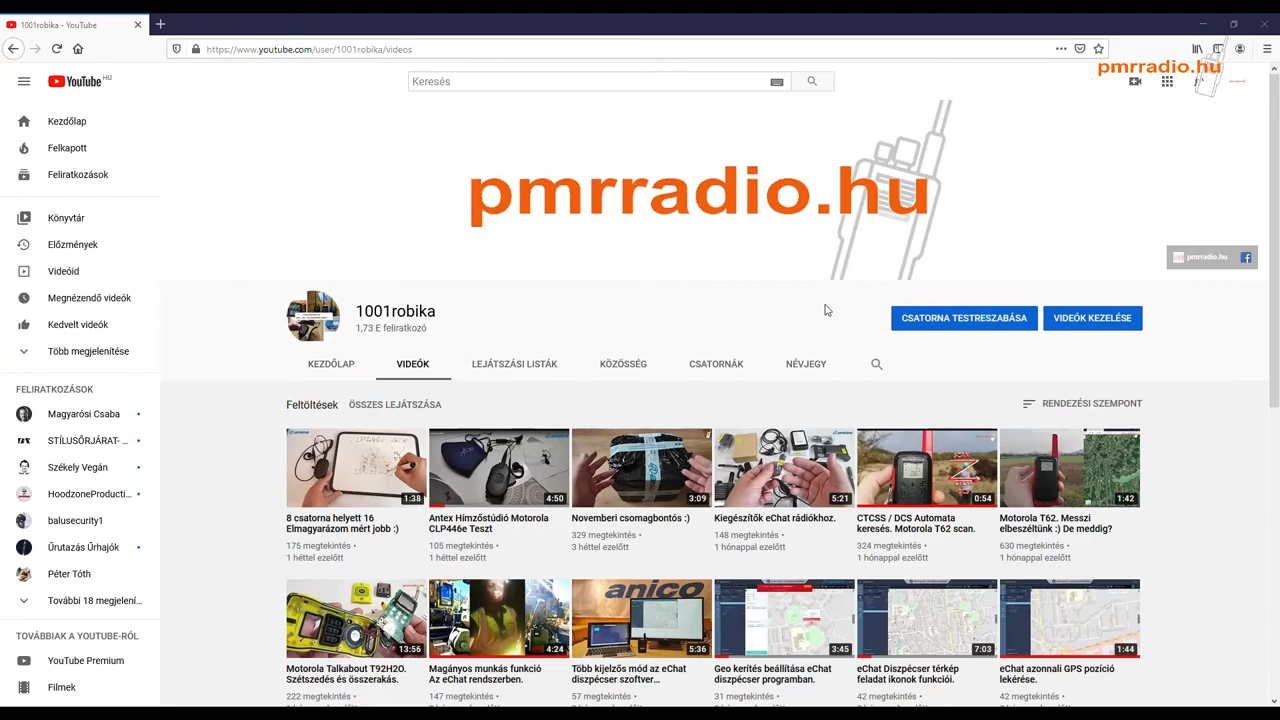 1001robika - YouTube
https://www.youtube.com/user/1001robika/videos
pmrradio.hu
YouTube HU
Keresés
Kezdőlap
Felkapott
Feliratkozások
Könyvtár
Előzmények
Videóid
Megnézendő videók
Kedvelt videók
Több megjelenítése
FELIRATKOZÁSOK
Magyarósi Csaba
STÍLUSŐRJÁRAT- ...
Székely Vegán
HoodzoneProducti...
balusecurity1
Űrutazás Űrhajók
Péter Tóth
További 18 megjelení...
TOVÁBBIAK A YOUTUBE-RÓL
YouTube Premium
Filmek
pmrradio.hu
pmrradio.hu
1001robika
1,73 E feliratkozó
CSATORNA TESTRESZABÁSA
VIDEÓK KEZELÉSE
KEZDŐLAP
VIDEÓK
LEJÁTSZÁSI LISTÁK
KÖZÖSSÉG
CSATORNÁK
NÉVJEGY
Feltöltések
ÖSSZES LEJÁTSZÁSA
RENDEZÉSI SZEMPONT
1:38
8 csatorna helyett 16
Elmagyarázom mért jobb :)
175 megtekintés •
1 héttel ezelőtt
4:50
Antex Hímzőstúdió Motorola
CLP446e Teszt
105 megtekintés •
1 héttel ezelőtt
3:09
Novemberi csomagbontós :)
329 megtekintés •
3 héttel ezelőtt
5:21
Kiegészítők eChat rádiókhoz.
148 megtekintés •
1 hónappal ezelőtt
SCAN
0:54
CTCSS / DCS Automata
keresés. Motorola T62 scan.
324 megtekintés •
1 hónappal ezelőtt
1:42
Motorola T62. Messzi
elbeszéltünk :) De meddig?
630 megtekintés •
1 hónappal ezelőtt
13:56
Motorola Talkabout T92H2O.
Szétszedés és összerakás.
222 megtekintés •
4:24
Magányos munkás funkció
Az eChat rendszerben.
147 megtekintés •
anico
5:36
Több kijelzős mód az eChat
diszpécser szoftver...
57 megtekintés •
3:45
Geo kerítés beállítása eChat
diszpécser programban.
31 megtekintés •
7:03
eChat Diszpécser térkép
feladat ikonok funkciói.
42 megtekintés •
1:44
eChat azonnali GPS pozíció
lekérése.
42 megtekintés •